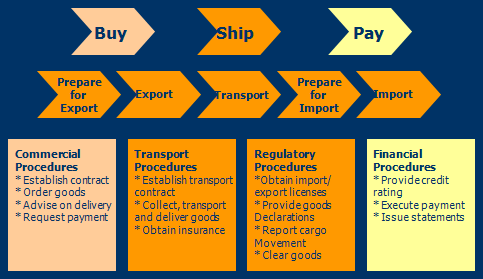 Buy
Ship
Pay
Prepare
for
Export
Export
Transport
Prepare
for
Import
Import
Commercial
Procedures
* Establish contract
* Order goods
* Advise on delivery
* Request payment
Transport
Procedures
* Establish transport
contract
* Collect, transport
and deliver goods
* Obtain insurance
Regulatory
Procedures
*Obtain import/
export licenses
* Provide goods
Declarations
* Report cargo
Movement
* Clear goods
Financial
Procedures
* Provide credit
rating
* Execute payment
* Issue statements